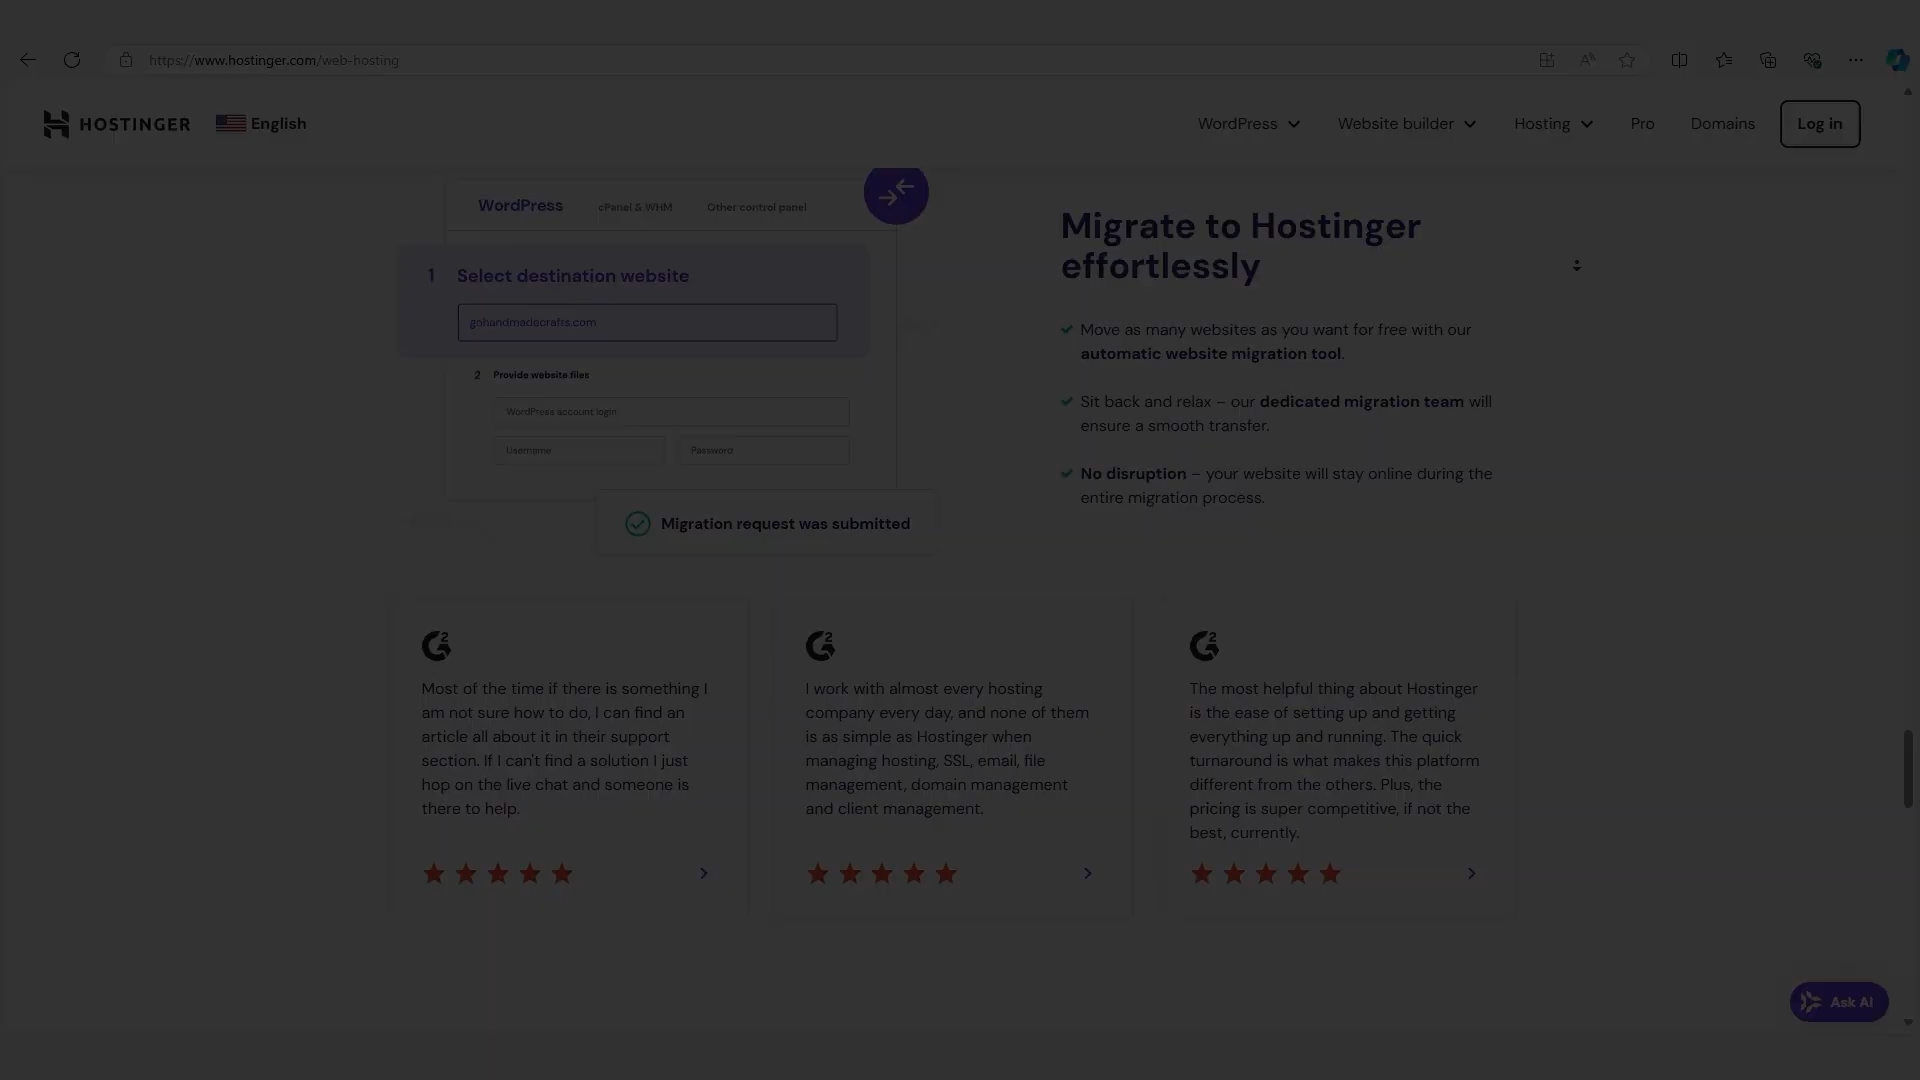 https://www.hostinger.com/web-hosting
HOSTINGER
English
WordPress
Website builder
Hosting
Pro
Domains
Log in
WordPress
cPanel & WHM
Other control panel
1 Select destination website
gohandmadecrafts.com
2 Provide website files
WordPress account login
Username
Password
Migration request was submitted
Migrate to Hostinger
effortlessly
Move as many websites as you want for free with our
automatic website migration tool.
Sit back and relax – our dedicated migration team will
ensure a smooth transfer.
No disruption – your website will stay online during the
entire migration process.
G2
Most of the time if there is something I
am not sure how to do, I can find an
article all about it in their support
section. If I can't find a solution I just
hop on the live chat and someone is
there to help.
G2
I work with almost every hosting
company every day, and none of them
is as simple as Hostinger when
managing hosting, SSL, email, file
management, domain management
and client management.
G2
The most helpful thing about Hostinger
is the ease of setting up and getting
everything up and running. The quick
turnaround is what makes this platform
different from the others. Plus, the
pricing is super competitive, if not the
best, currently.
Ask AI